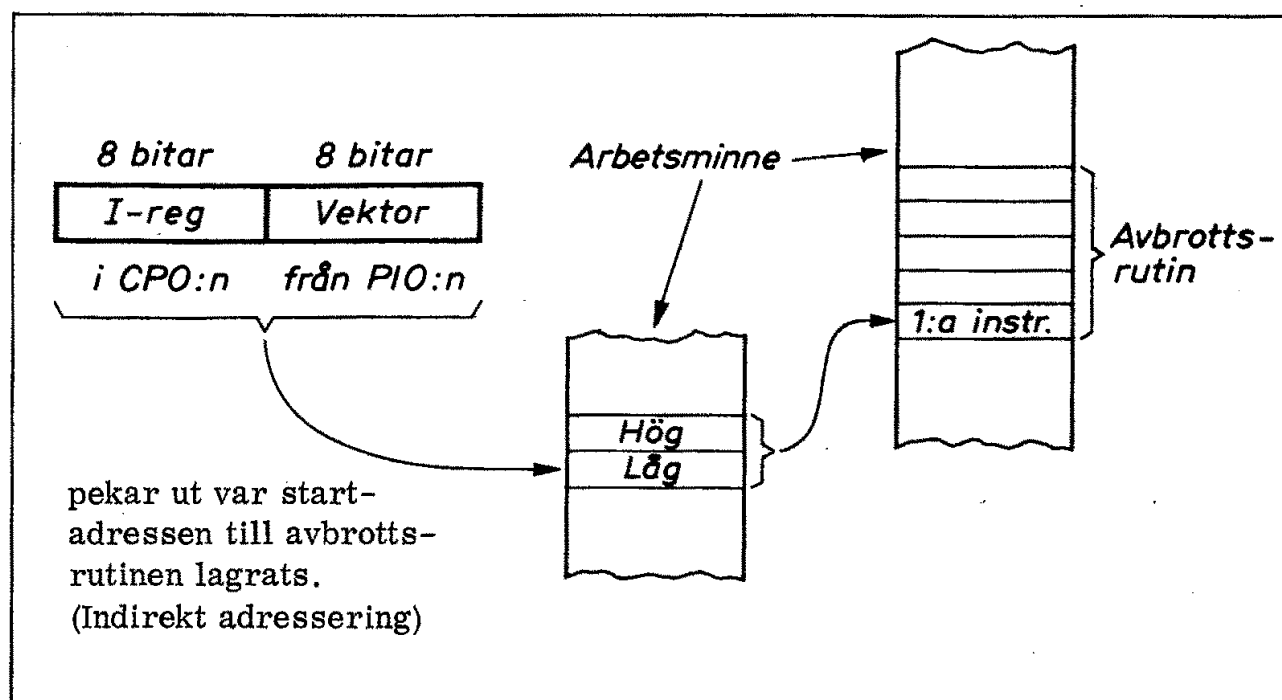 8 bitar 8 bitar
I-reg Vektor
i CPO:n från PIO:n
pekar ut var start-
adressen till avbrotts-
rutinen lagrats.
(Indirekt adressering)
Arbetsminne
Hög
Låg
1:a instr.
Avbrotts-
rutin